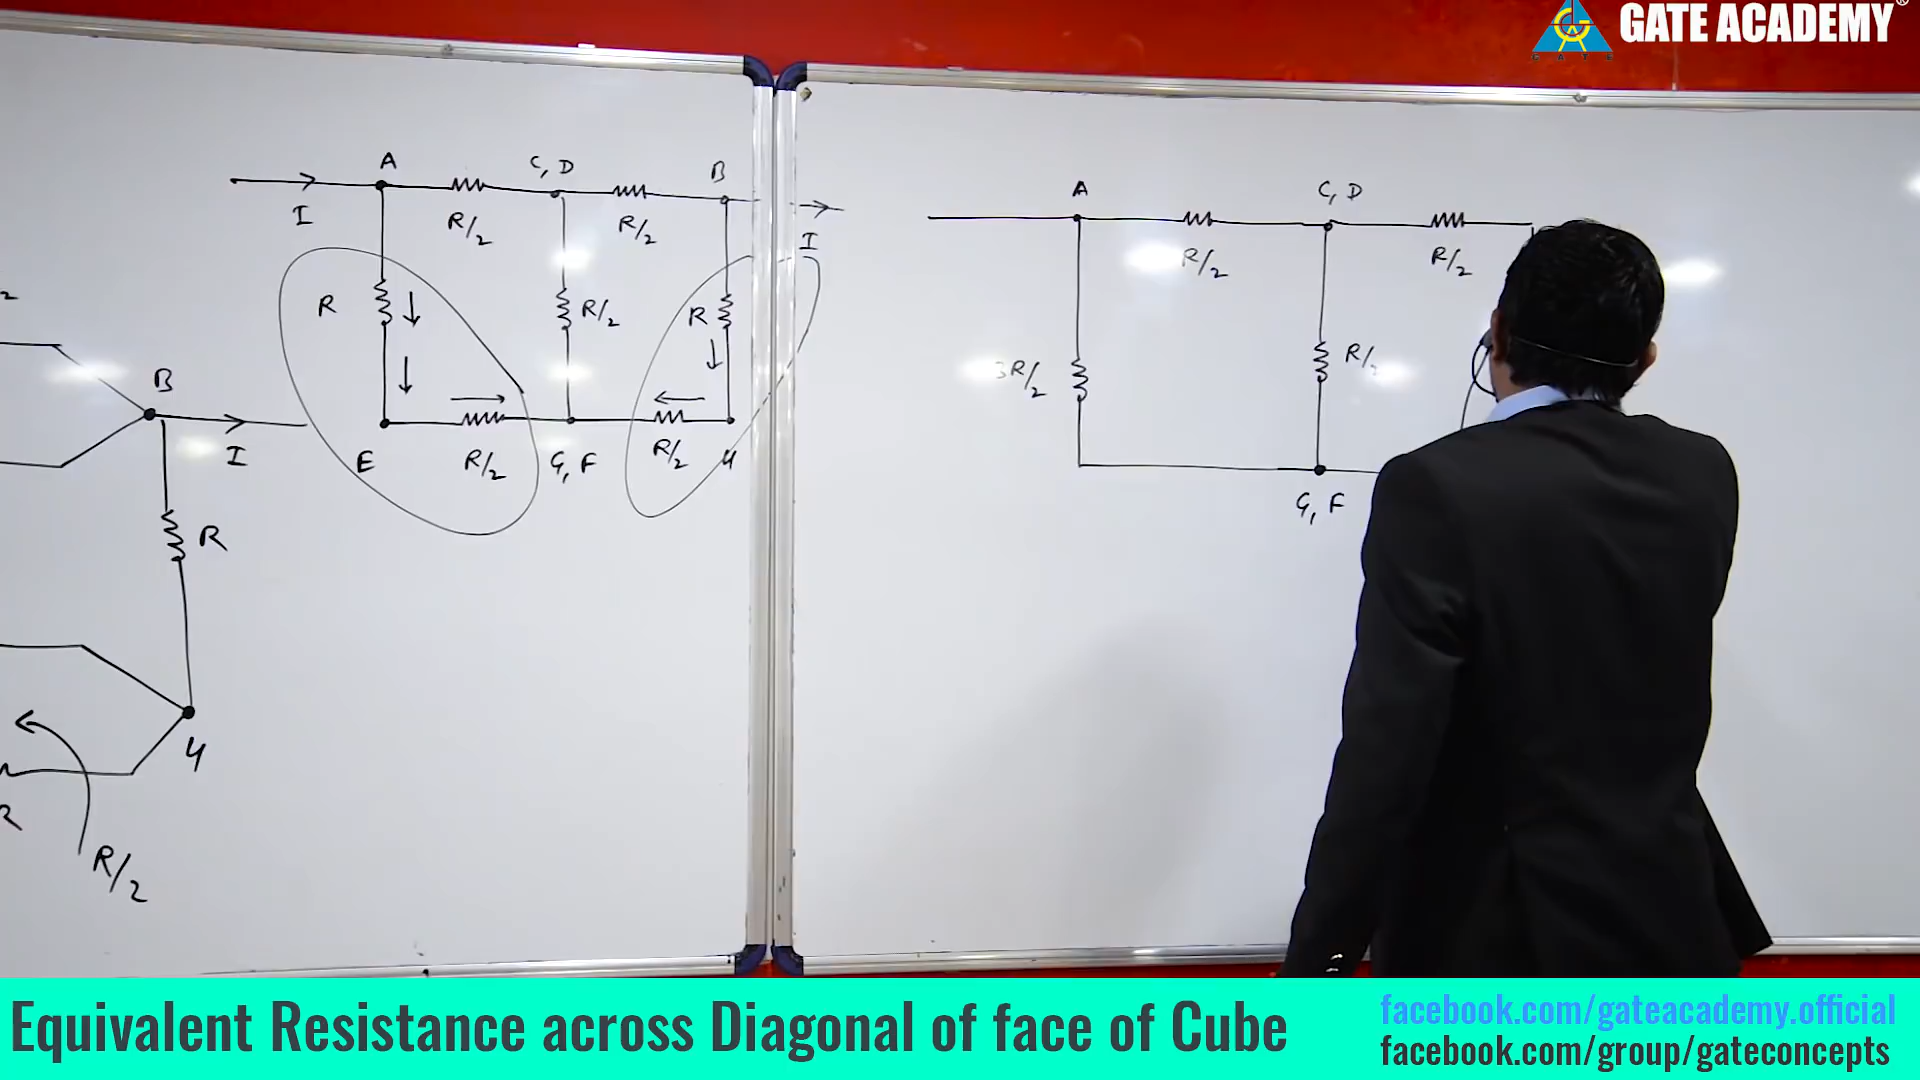 GATE ACADEMY®
GATE
A
C, D
B
I
R/2
R/2
I
R
R/2
R
E
R/2
G, F
R/2
H
B
I
R
H
R/2
A
C, D
R/2
R/2
3R/2
G, F
Equivalent Resistance across Diagonal of face of Cube
facebook.com/gateacademy.official
facebook.com/group/gateconcepts